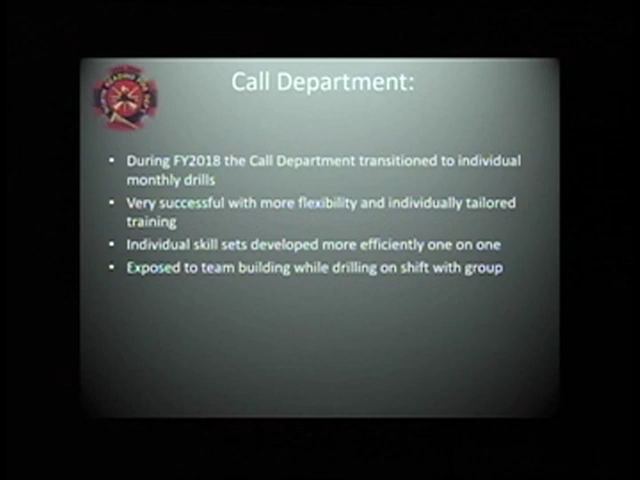 Call Department:
• During FY2018 the Call Department transitioned to individual
monthly drills
• Very successful with more flexibility and individually tailored
training
• Individual skill sets developed more efficiently one on one
• Exposed to team building while drilling on shift with group